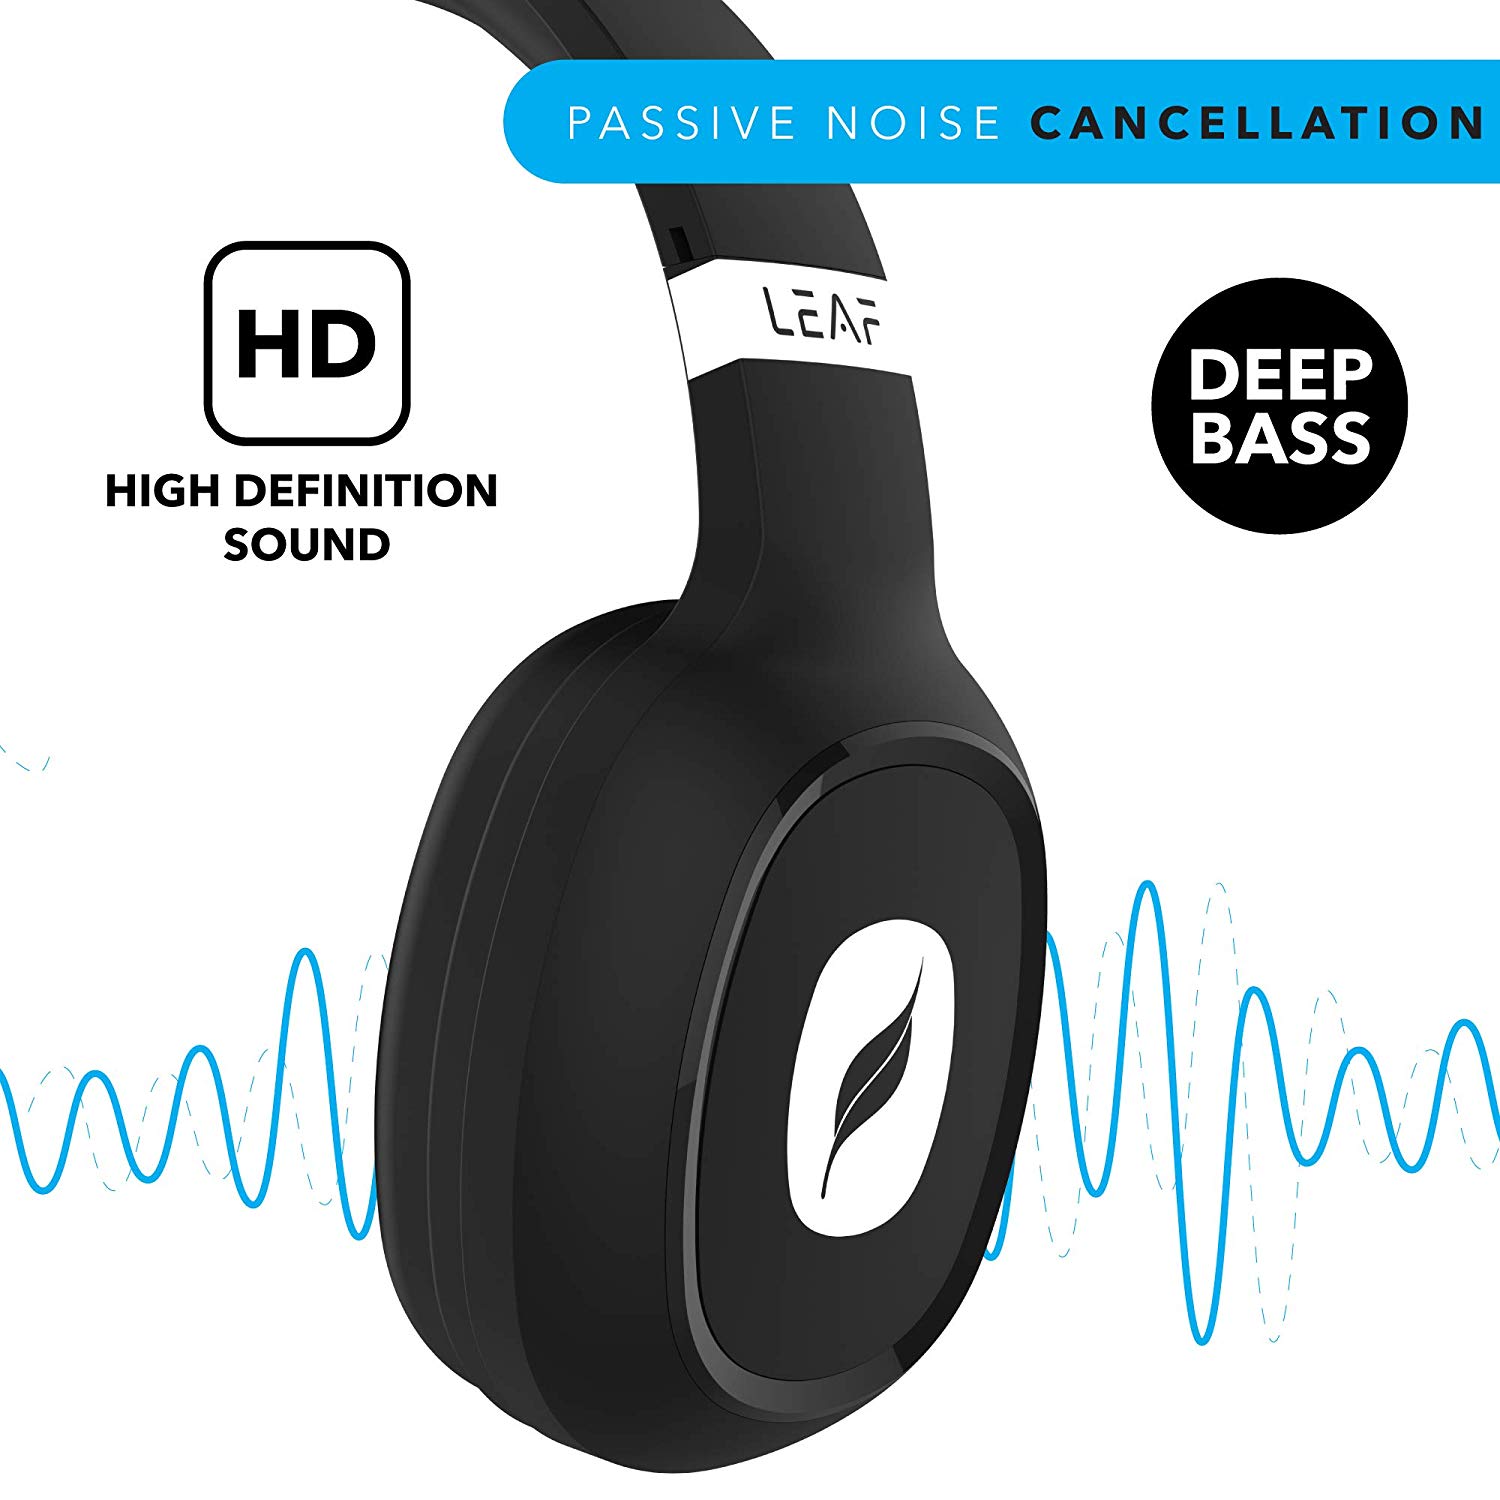 PASSIVE NOISE CANCELLATION
LEAF
HD
HIGH DEFINITION
SOUND
DEEP
BASS